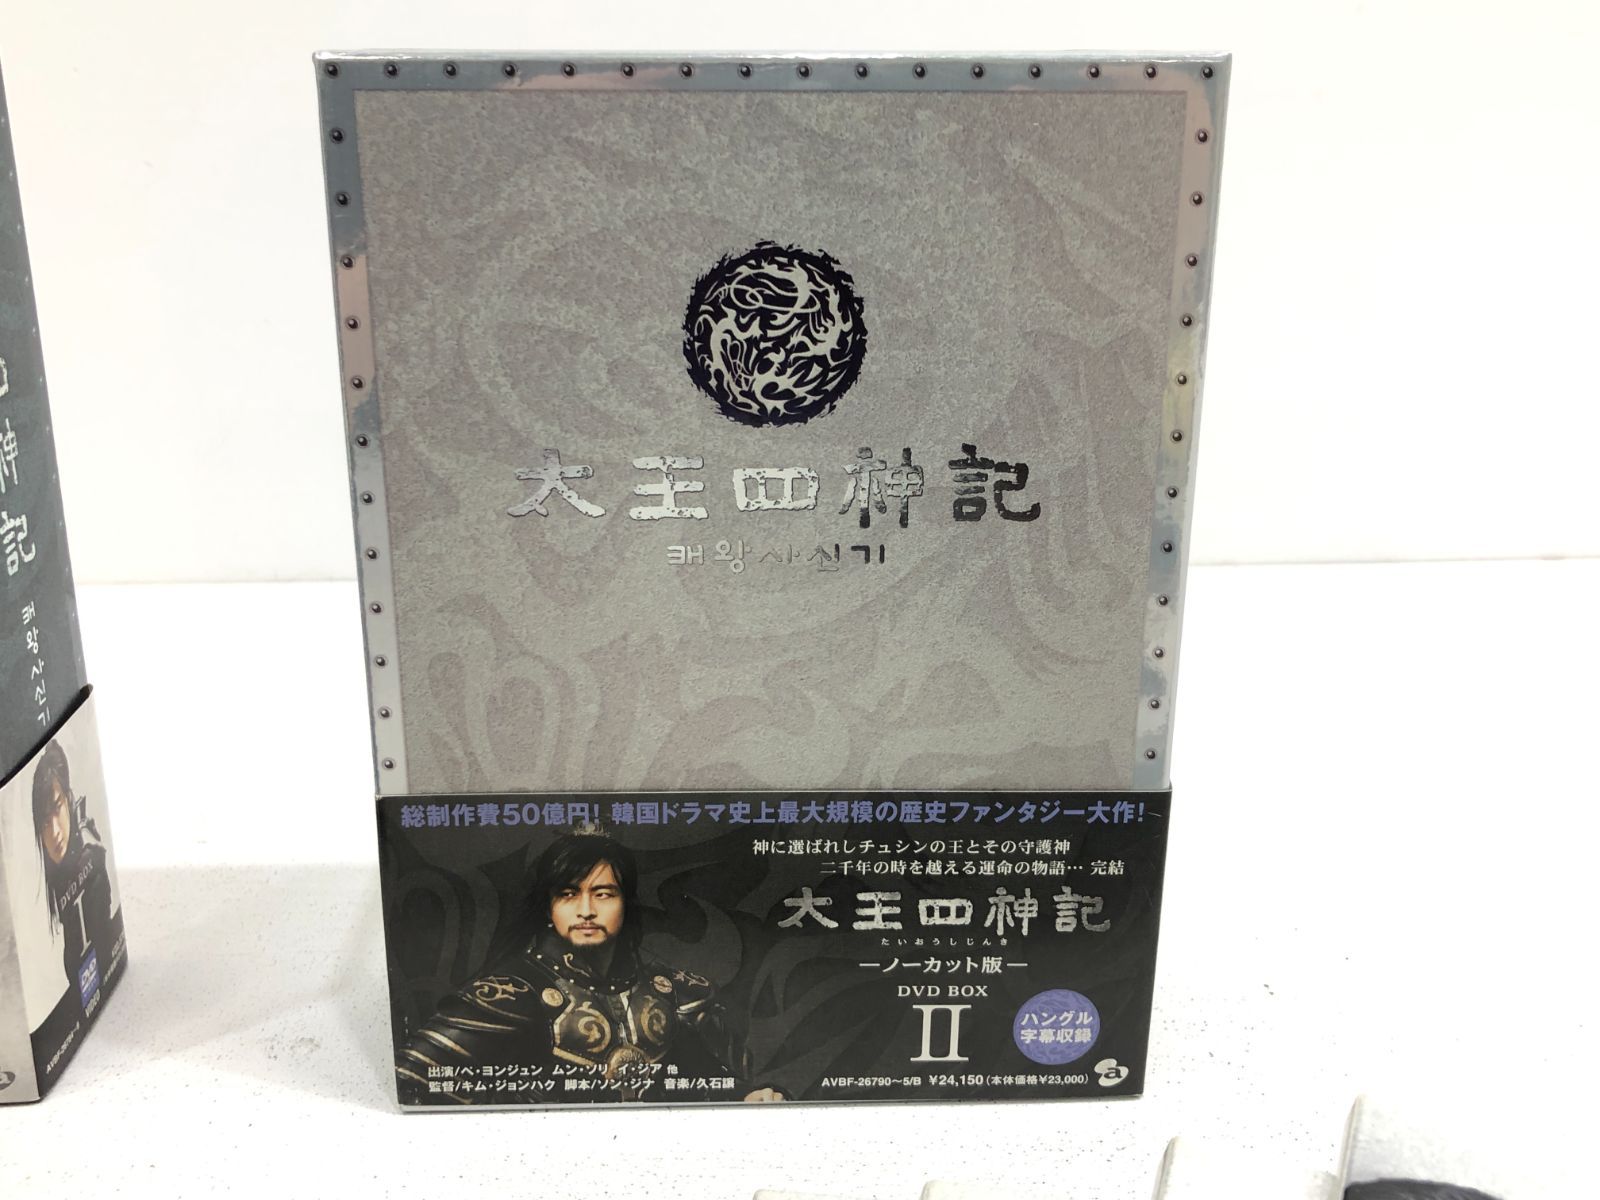 太王四神記
태왕사신기
総制作費50億円! 韓国ドラマ史上最大規模の歴史ファンタジー大作!
神に選ばれしチュシンの王とその守護神
二千年の時を越える運命の物語… 完結
太王四神記
たいおうしじんき
―ノーカット版―
DVD BOX
II
ハングル
字幕収録
出演/ペ・ヨンジュン ムン・ソリ イ・ジア 他
監督/キム・ジョンハク 脚本/ソン・ジナ 音楽/久石譲
AVBF-26790〜5/B ¥24,150(本体価格¥23,000)
a
神記
태왕사신기
DVD BOX
I
DVD
VIDEO